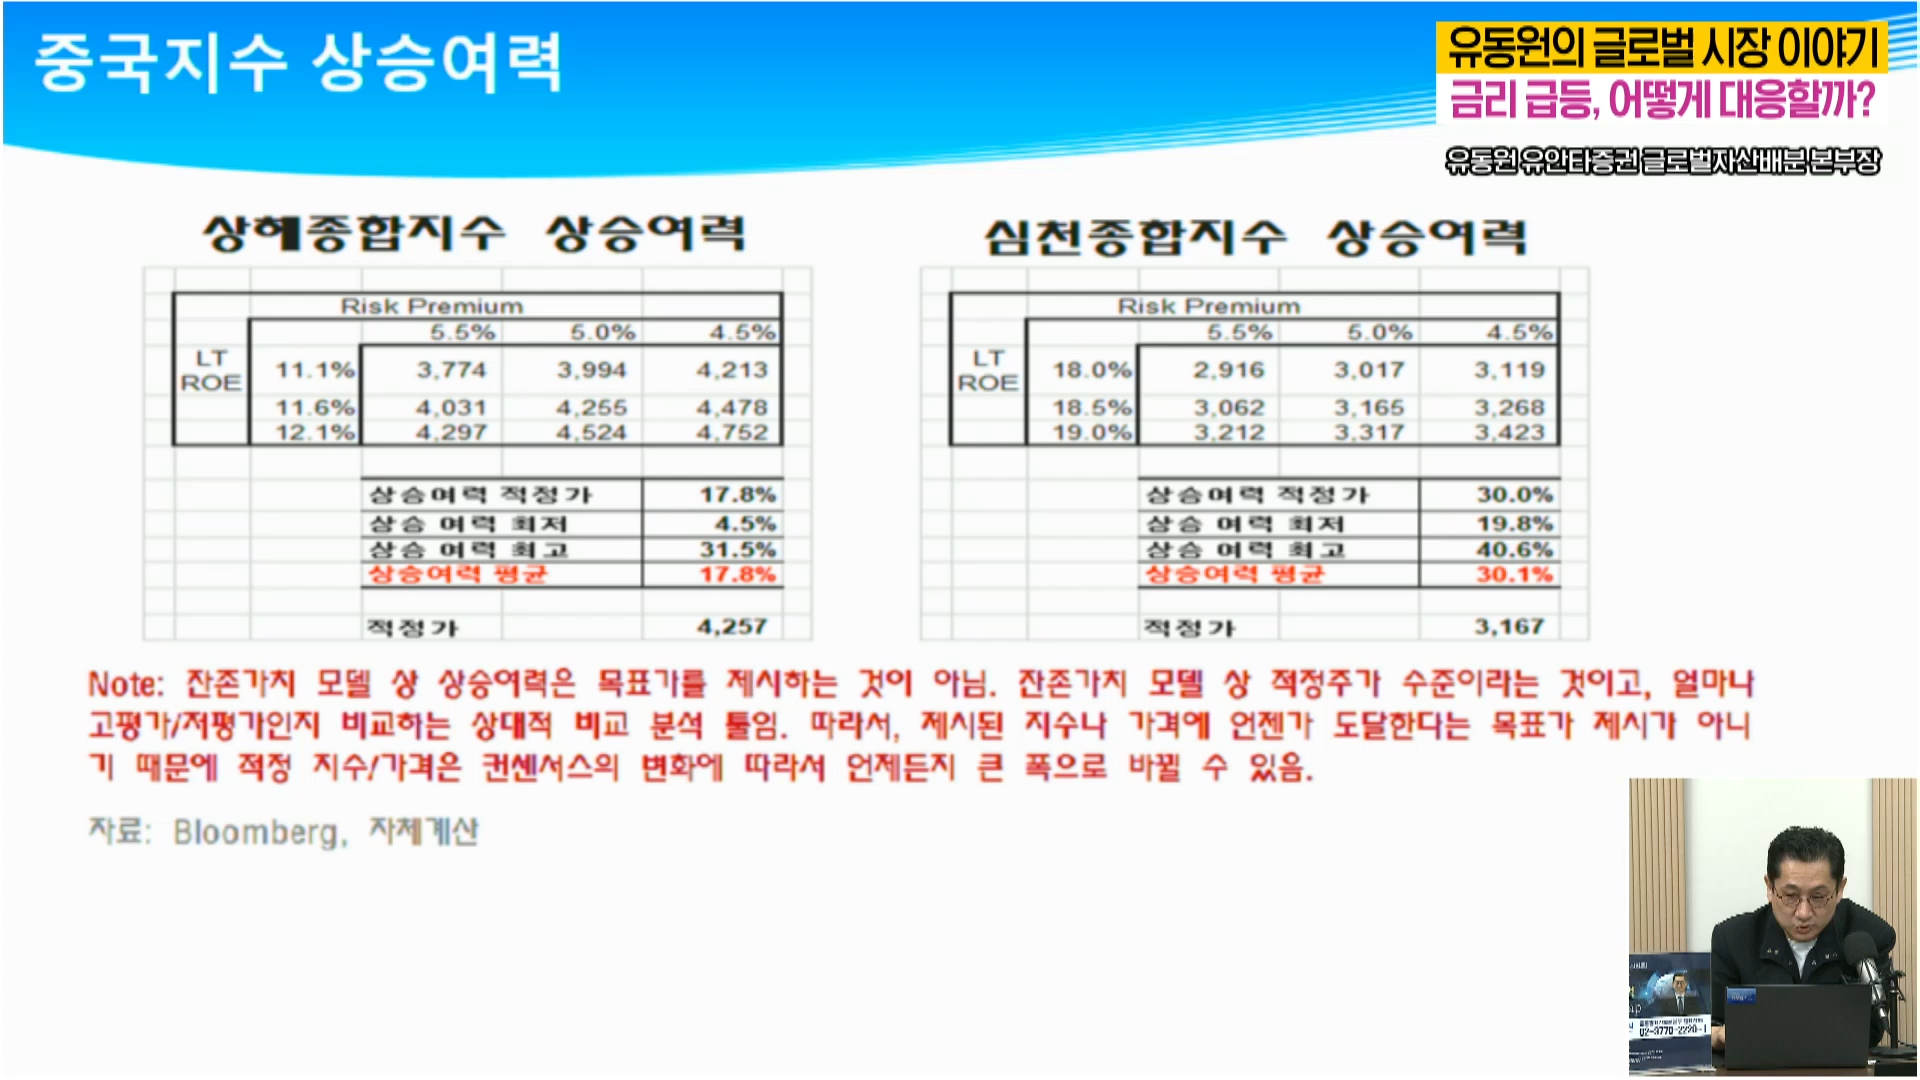 중국지수 상승여력
유동원의 글로벌 시장 이야기
금리 급등, 어떻게 대응할까?
유동원 유안타증권 글로벌자산배분 본부장
상해종합지수 상승여력
Risk Premium
5.5% 5.0% 4.5%
LT ROE 11.1% 3,774 3,994 4,213
11.6% 4,031 4,255 4,478
12.1% 4,297 4,524 4,752
상승여력 적정가 17.8%
상승 여력 최저 4.5%
상승 여력 최고 31.5%
상승여력 평균 17.8%
적정가 4,257
심천종합지수 상승여력
Risk Premium
5.5% 5.0% 4.5%
LT ROE 18.0% 2,916 3,017 3,119
18.5% 3,062 3,165 3,268
19.0% 3,212 3,317 3,423
상승여력 적정가 30.0%
상승 여력 최저 19.8%
상승 여력 최고 40.6%
상승여력 평균 30.1%
적정가 3,167
Note: 잔존가치 모델 상 상승여력은 목표가를 제시하는 것이 아님. 잔존가치 모델 상 적정주가 수준이라는 것이고, 얼마나
고평가/저평가인지 비교하는 상대적 비교 분석 툴임. 따라서, 제시된 지수나 가격에 언젠가 도달한다는 목표가 제시가 아니
기 때문에 적정 지수/가격은 컨센서스의 변화에 따라서 언제든지 큰 폭으로 바뀔 수 있음.
자료: Bloomberg, 자체계산
02-3770-2220~1